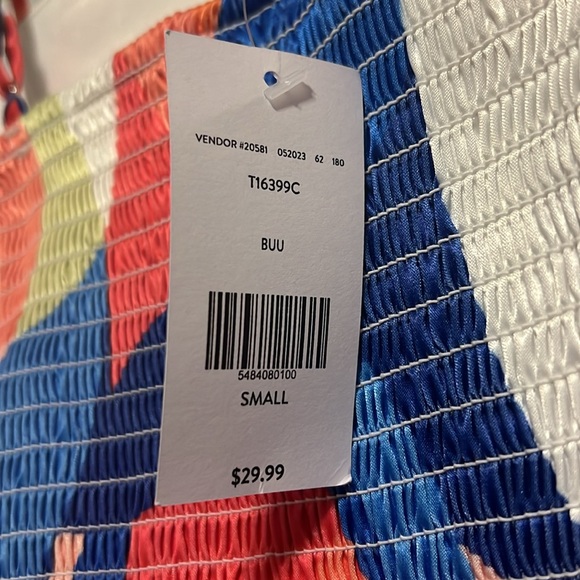 VENDOR #20581 052023 62 180
T16399C
BUU
5484080100
SMALL
$29.99